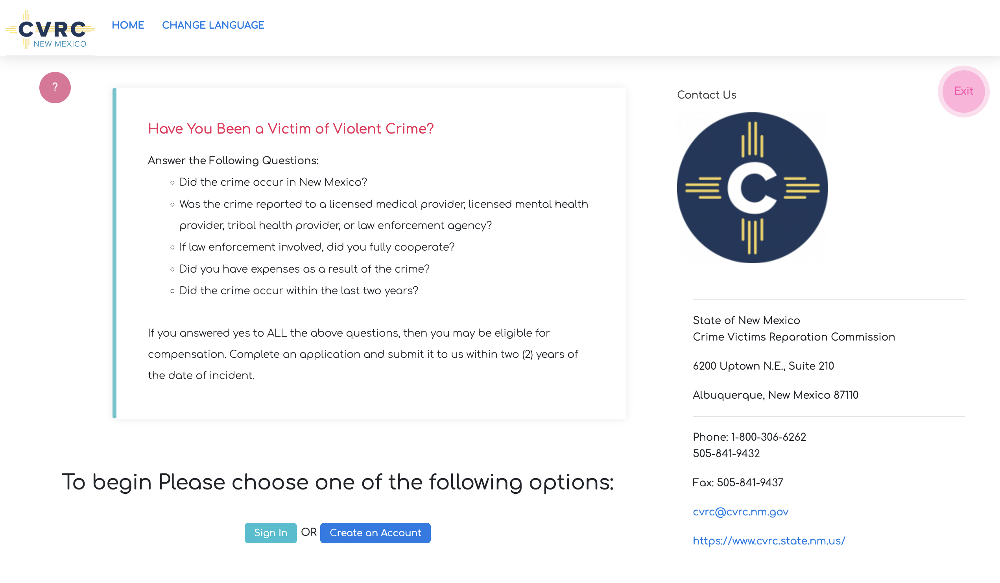 CVRC
NEW MEXICO
HOME
CHANGE LANGUAGE
?
Exit
Have You Been a Victim of Violent Crime?
Answer the Following Questions:
Did the crime occur in New Mexico?
Was the crime reported to a licensed medical provider, licensed mental health
provider, tribal health provider, or law enforcement agency?
If law enforcement involved, did you fully cooperate?
Did you have expenses as a result of the crime?
Did the crime occur within the last two years?
If you answered yes to ALL the above questions, then you may be eligible for
compensation. Complete an application and submit it to us within two (2) years of
the date of incident.
To begin Please choose one of the following options:
Sign In OR Create an Account
Contact Us
C
State of New Mexico
Crime Victims Reparation Commission
6200 Uptown N.E., Suite 210
Albuquerque, New Mexico 87110
Phone: 1-800-306-6262
505-841-9432
Fax: 505-841-9437
cvrc@cvrc.nm.gov
https://www.cvrc.state.nm.us/